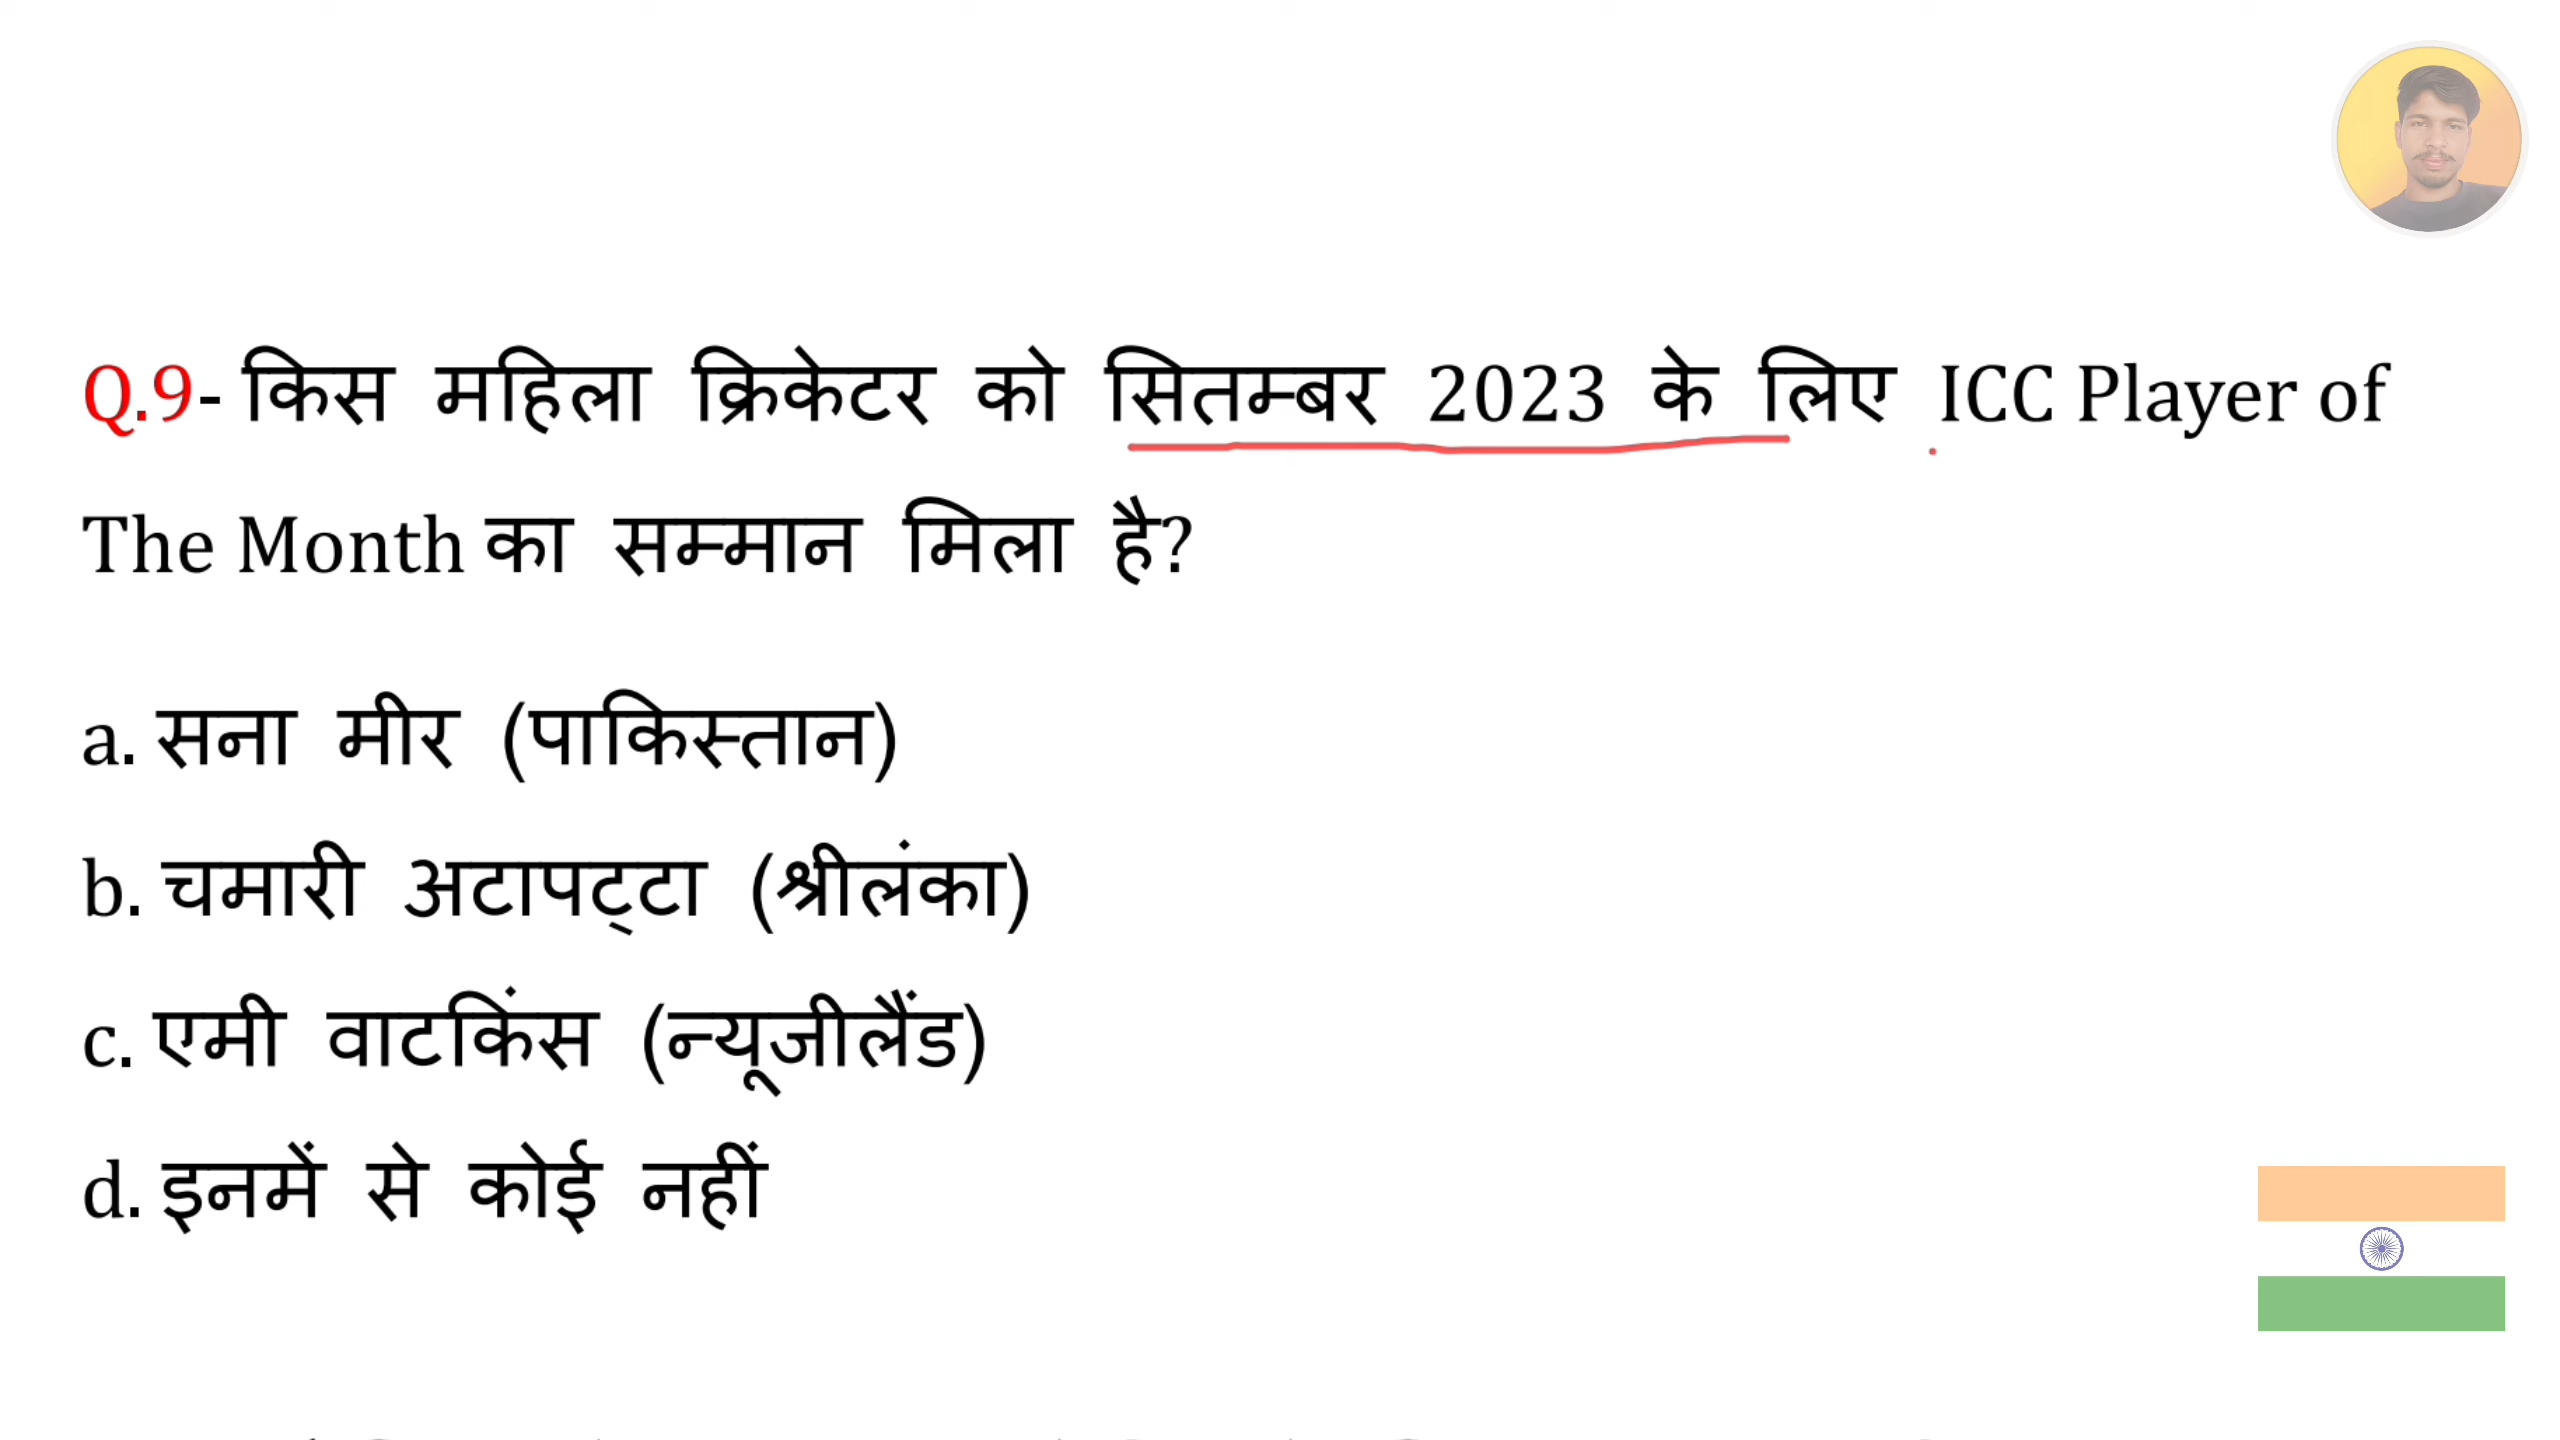 Q.9- किस महिला क्रिकेटर को सितम्बर 2023 के लिए ICC Player of
The Month का सम्मान मिला है?
a. सना मीर (पाकिस्तान)
b. चमारी अटापट्टा (श्रीलंका)
c. एमी वाटकिंस (न्यूजीलैंड)
d. इनमें से कोई नहीं